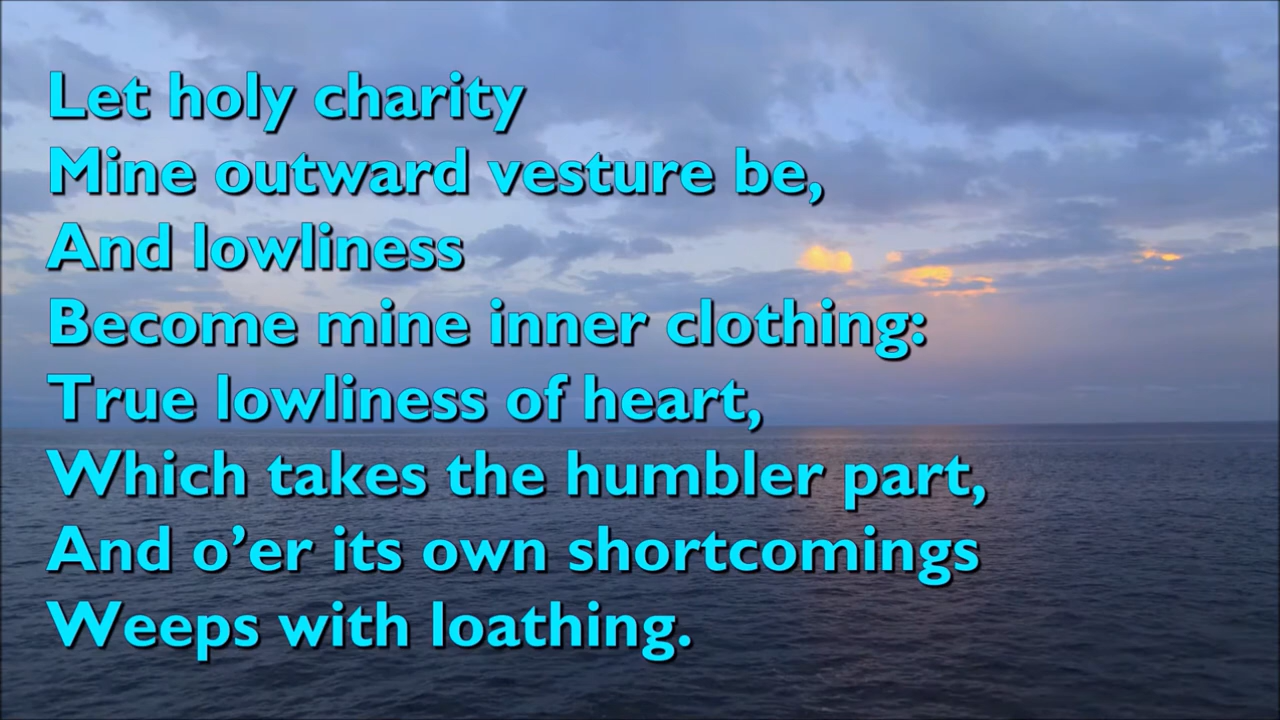 Let holy charity
Mine outward vesture be,
And lowliness
Become mine inner clothing:
True lowliness of heart,
Which takes the humbler part,
And o’er its own shortcomings
Weeps with loathing.